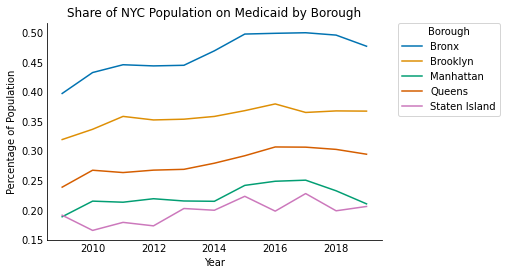 Share of NYC Population on Medicaid by Borough
Borough
Bronx
Brooklyn
Manhattan
Queens
Staten Island
Percentage of Population
0.50
0.45
0.40
0.35
0.30
0.25
0.20
0.15
2010 2012 2014 2016 2018
Year